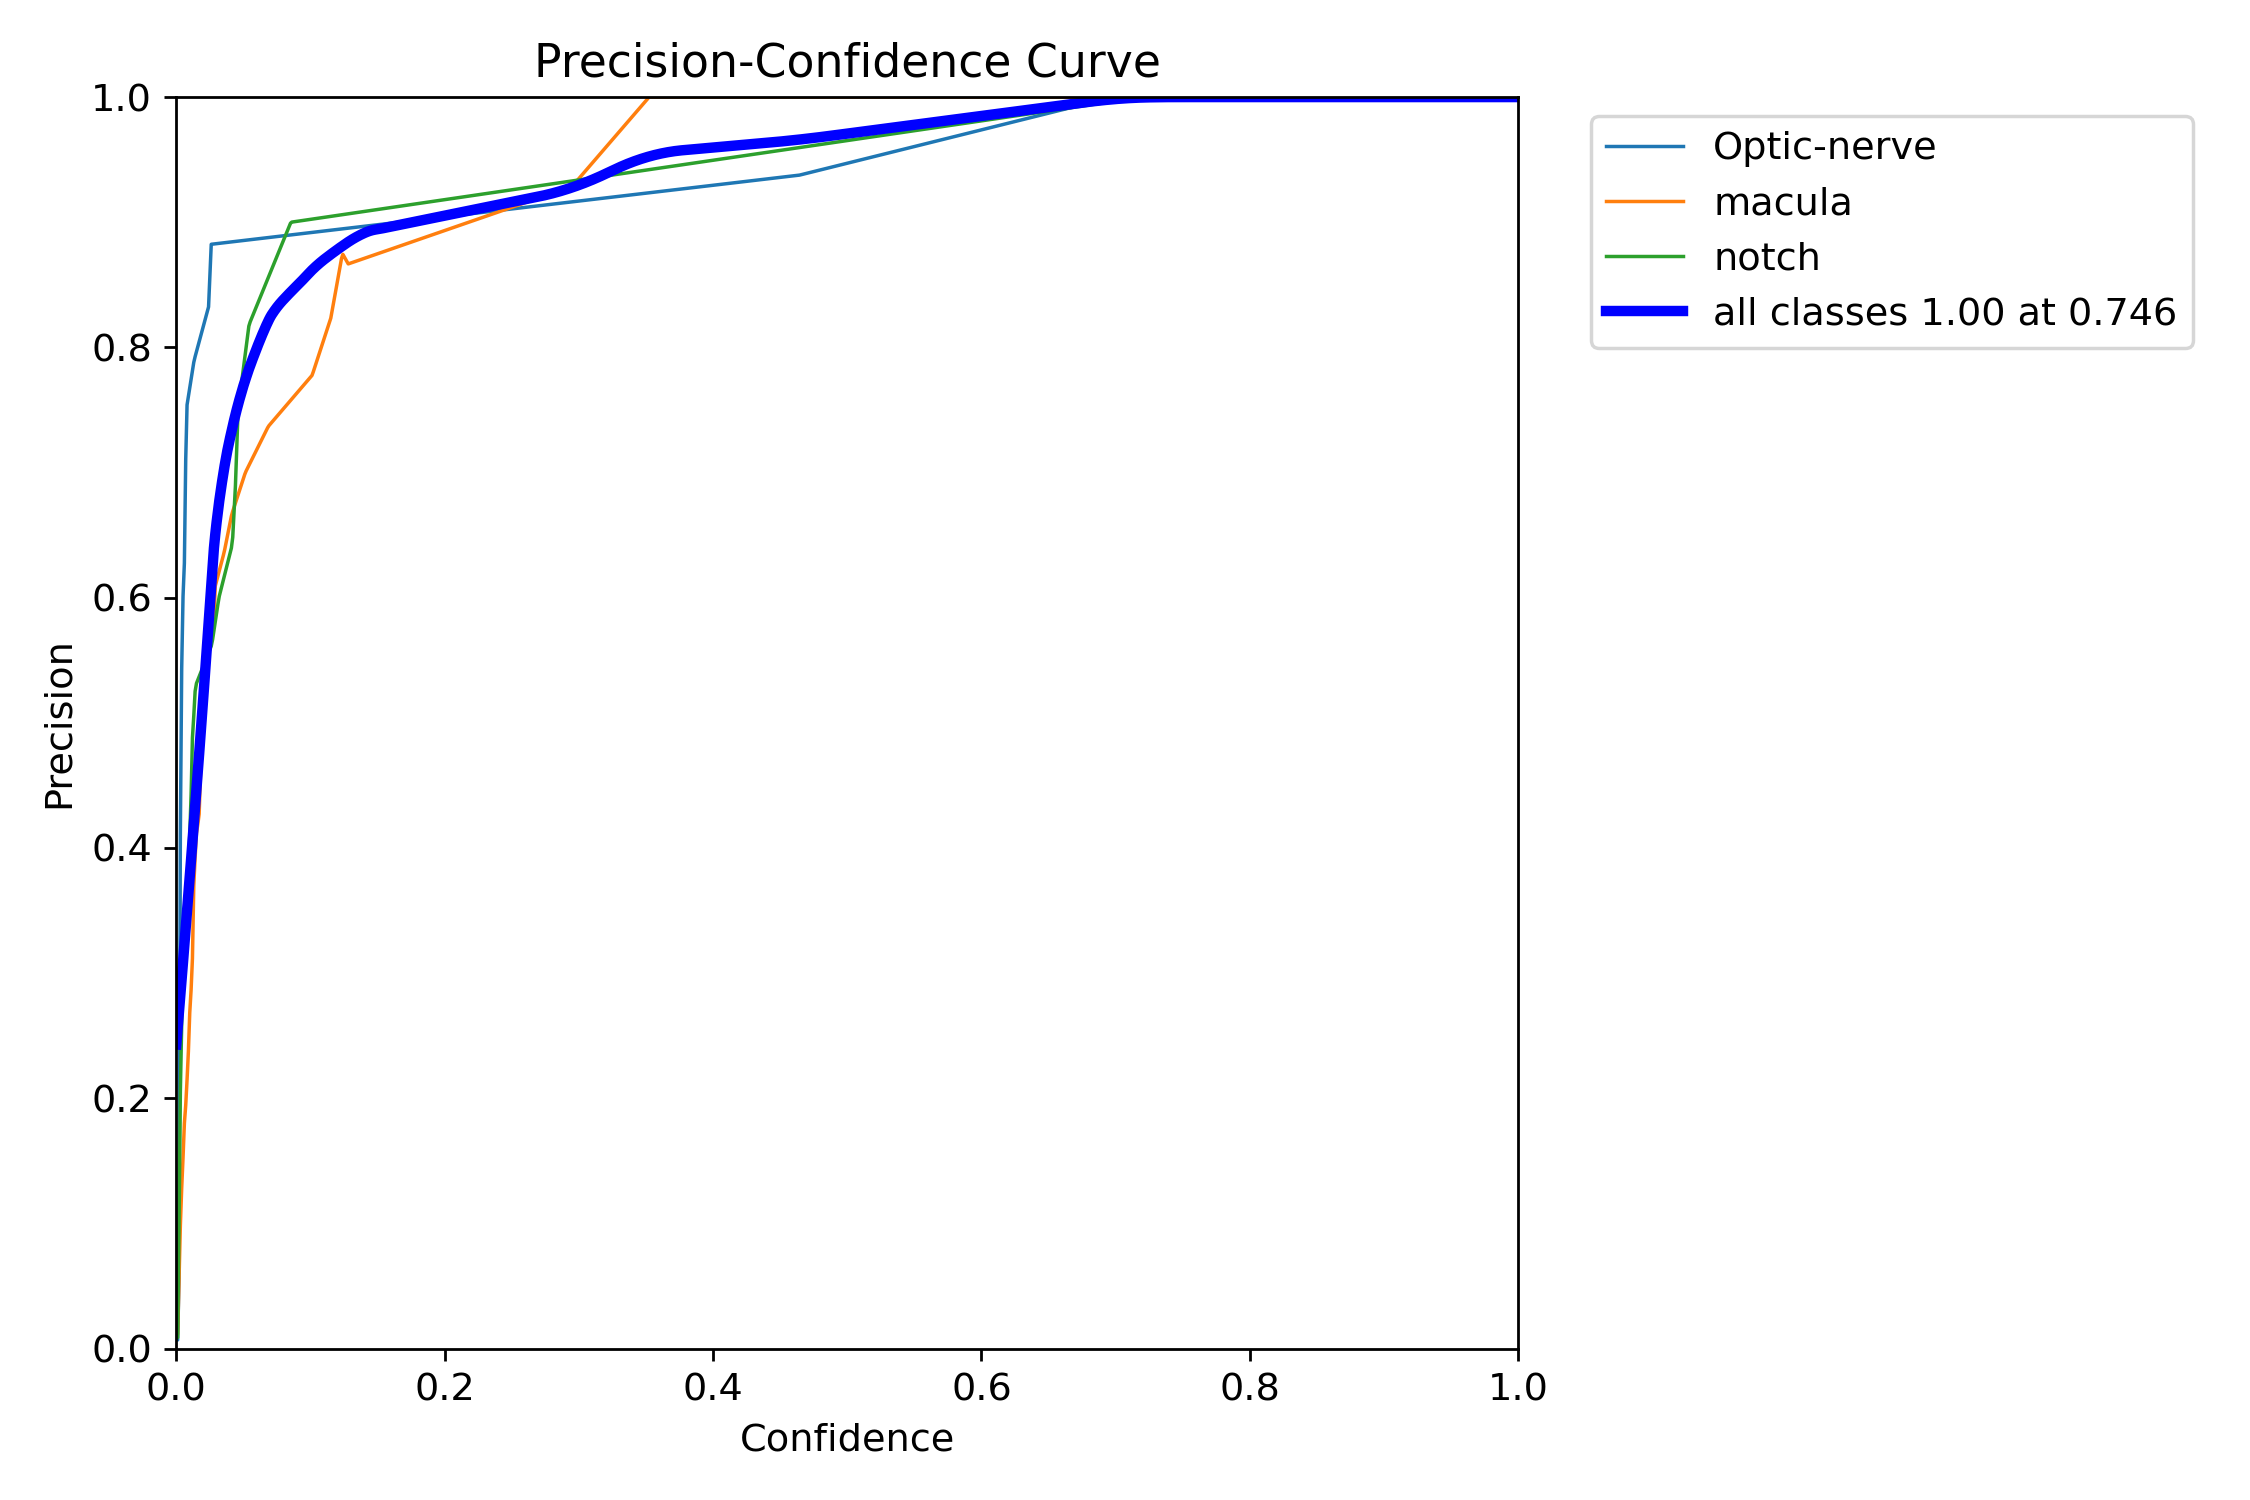 Precision-Confidence Curve
1.0
0.8
0.6
0.4
0.2
0.0
Precision
0.0 0.2 0.4 0.6 0.8 1.0
Confidence
Optic-nerve
macula
notch
all classes 1.00 at 0.746